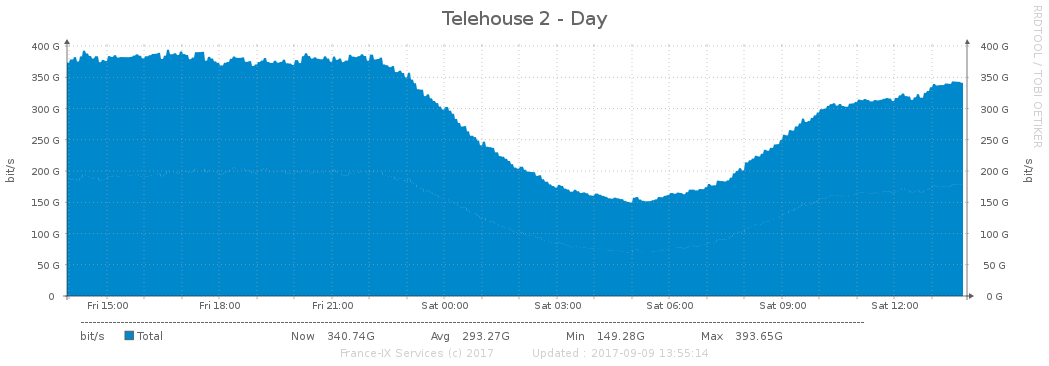 Telehouse 2 - Day
RRDTOOL / TOBI OETIKER
bit/s
400 G
350 G
300 G
250 G
200 G
150 G
100 G
50 G
0
400 G
350 G
300 G
250 G
200 G
150 G
100 G
50 G
0 G
bit/s
Fri 15:00 Fri 18:00 Fri 21:00 Sat 00:00 Sat 03:00 Sat 06:00 Sat 09:00 Sat 12:00
bit/s Total Now 340.74G Avg 293.27G Min 149.28G Max 393.65G
France-IX Services (c) 2017 Updated : 2017-09-09 13:55:14